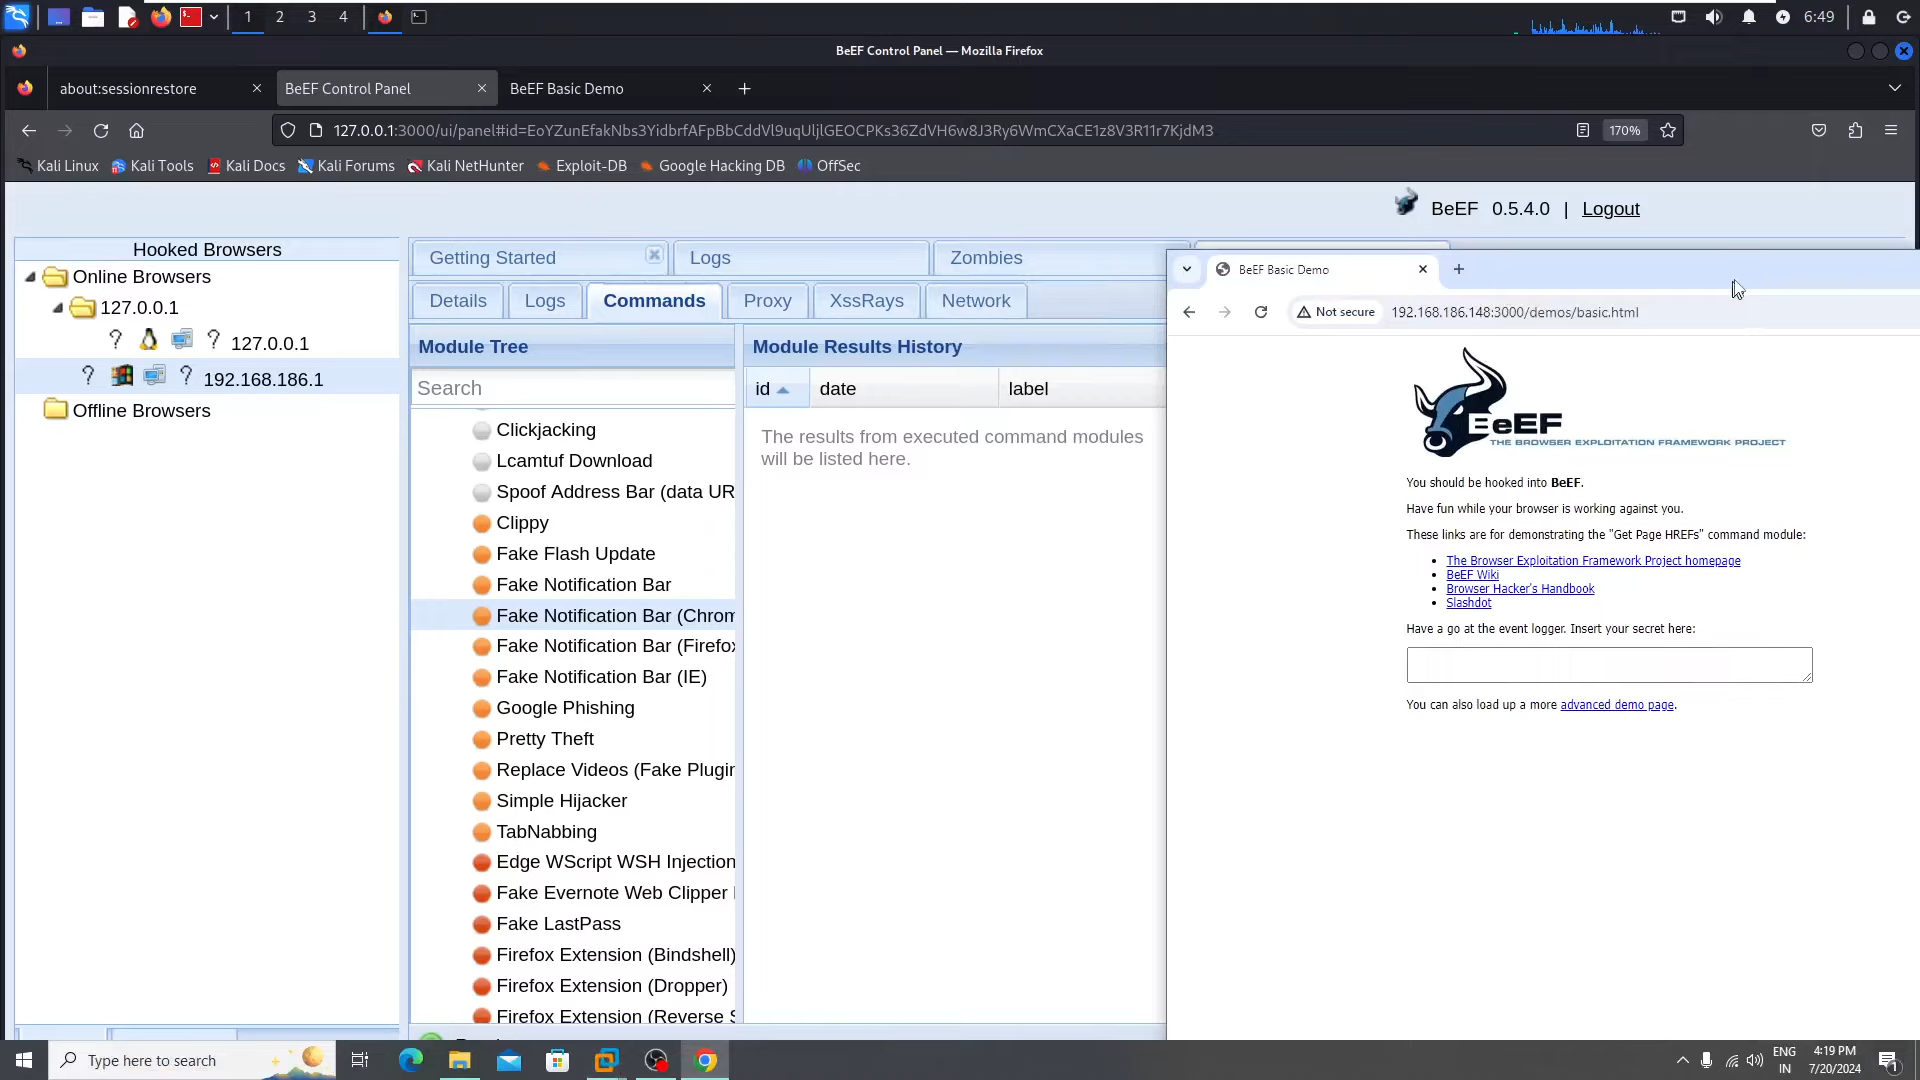 1
2
3
4
6:49
BeEF Control Panel — Mozilla Firefox
about:sessionrestore
BeEF Control Panel
BeEF Basic Demo
127.0.0.1:3000/ui/panel#id=EoYZunEfakNbs3YidbrfAFpBbCddVl9uqUljlGEOCPKs36ZdVH6w8J3Ry6WmCXaCE1z8V3R11r7KjdM3
170%
Kali Linux
Kali Tools
Kali Docs
Kali Forums
Kali NetHunter
Exploit-DB
Google Hacking DB
OffSec
BeEF 0.5.4.0 | Logout
Hooked Browsers
Online Browsers
127.0.0.1
? ? 127.0.0.1
? ? 192.168.186.1
Offline Browsers
Getting Started
Logs
Zombies
Details
Logs
Commands
Proxy
XssRays
Network
Module Tree
Search
Clickjacking
Lcamtuf Download
Spoof Address Bar (data UR
Clippy
Fake Flash Update
Fake Notification Bar
Fake Notification Bar (Chrom
Fake Notification Bar (Firefox
Fake Notification Bar (IE)
Google Phishing
Pretty Theft
Replace Videos (Fake Plugin
Simple Hijacker
TabNabbing
Edge WScript WSH Injection
Fake Evernote Web Clipper
Fake LastPass
Firefox Extension (Bindshell)
Firefox Extension (Dropper)
Firefox Extension (Reverse S
Module Results History
id
date
label
The results from executed command modules
will be listed here.
BeEF Basic Demo
Not secure
192.168.186.148:3000/demos/basic.html
BeEF
THE BROWSER EXPLOITATION FRAMEWORK PROJECT
You should be hooked into BeEF.
Have fun while your browser is working against you.
These links are for demonstrating the "Get Page HREFs" command module:
The Browser Exploitation Framework Project homepage
BeEF Wiki
Browser Hacker's Handbook
Slashdot
Have a go at the event logger. Insert your secret here:
You can also load up a more advanced demo page.
Type here to search
ENG
IN
4:19 PM
7/20/2024
1